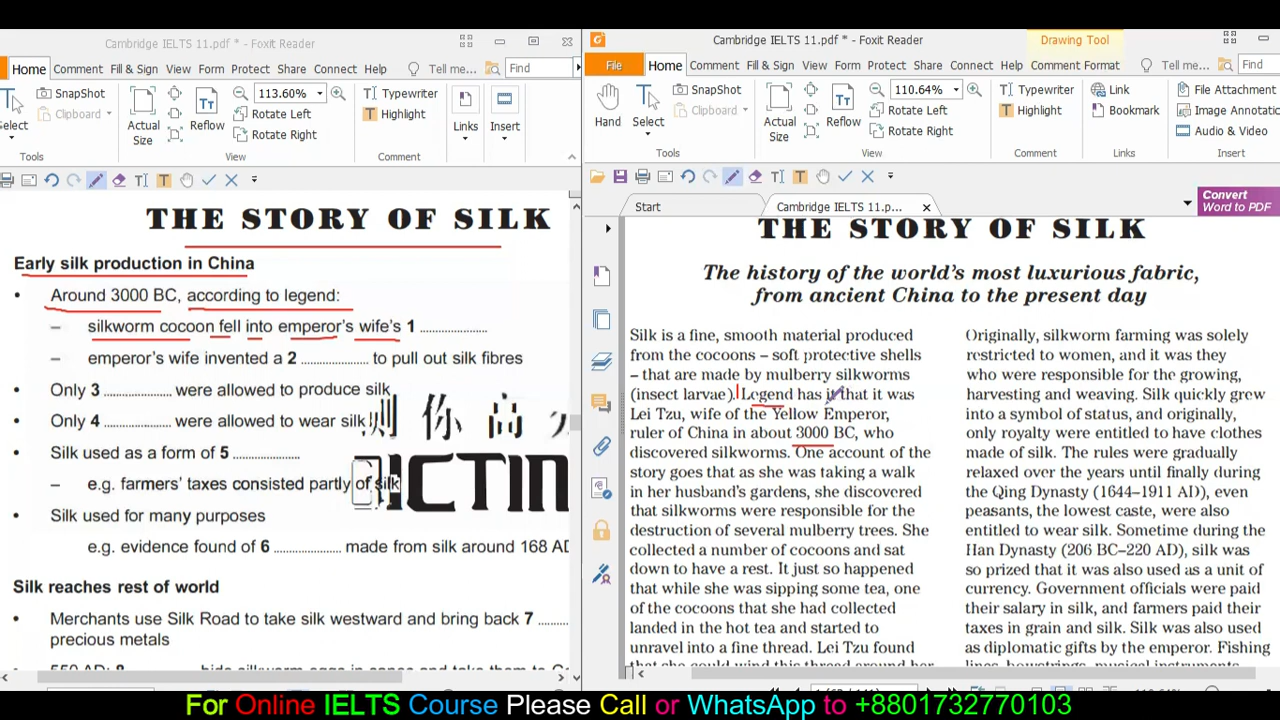 Cambridge IELTS 11.pdf * - Foxit Reader
Home Comment Fill & Sign View Form Protect Share Connect Help Tell me... Find
SnapShot
Clipboard
Select
Actual Size
Reflow
113.60%
Rotate Left
Rotate Right
Typewriter
Highlight
Links
Insert
Tools View Comment
THE STORY OF SILK
Early silk production in China
• Around 3000 BC, according to legend:
– silkworm cocoon fell into emperor's wife's 1 ....................
– emperor's wife invented a 2 .................... to pull out silk fibres
• Only 3 .................... were allowed to produce silk
• Only 4 .................... were allowed to wear silk
• Silk used as a form of 5 ....................
– e.g. farmers' taxes consisted partly of silk
• Silk used for many purposes
e.g. evidence found of 6 .................... made from silk around 168 AD
Silk reaches rest of world
• Merchants use Silk Road to take silk westward and bring back 7 ..........
precious metals
则 你 高
Cambridge IELTS 11.pdf * - Foxit Reader
Drawing Tool
File Home Comment Fill & Sign View Form Protect Share Connect Help Comment Format Tell me... Find
Hand
Select
SnapShot
Clipboard
Actual Size
Reflow
110.64%
Rotate Left
Rotate Right
Typewriter
Highlight
Link
Bookmark
File Attachment
Image Annotat
Audio & Video
Tools View Comment Links Insert
Start
Cambridge IELTS 11.p...
Convert
Word to PDF
THE STORY OF SILK
The history of the world's most luxurious fabric,
from ancient China to the present day
Silk is a fine, smooth material produced
from the cocoons – soft protective shells
– that are made by mulberry silkworms
(insect larvae). Legend has it that it was
Lei Tzu, wife of the Yellow Emperor,
ruler of China in about 3000 BC, who
discovered silkworms. One account of the
story goes that as she was taking a walk
in her husband's gardens, she discovered
that silkworms were responsible for the
destruction of several mulberry trees. She
collected a number of cocoons and sat
down to have a rest. It just so happened
that while she was sipping some tea, one
of the cocoons that she had collected
landed in the hot tea and started to
unravel into a fine thread. Lei Tzu found
that she could wind this thread around her
Originally, silkworm farming was solely
restricted to women, and it was they
who were responsible for the growing,
harvesting and weaving. Silk quickly grew
into a symbol of status, and originally,
only royalty were entitled to have clothes
made of silk. The rules were gradually
relaxed over the years until finally during
the Qing Dynasty (1644–1911 AD), even
peasants, the lowest caste, were also
entitled to wear silk. Sometime during the
Han Dynasty (206 BC–220 AD), silk was
so prized that it was also used as a unit of
currency. Government officials were paid
their salary in silk, and farmers paid their
taxes in grain and silk. Silk was also used
as diplomatic gifts by the emperor. Fishing
lines, bowstrings, musical instruments
For Online IELTS Course Please Call or WhatsApp to +8801732770103